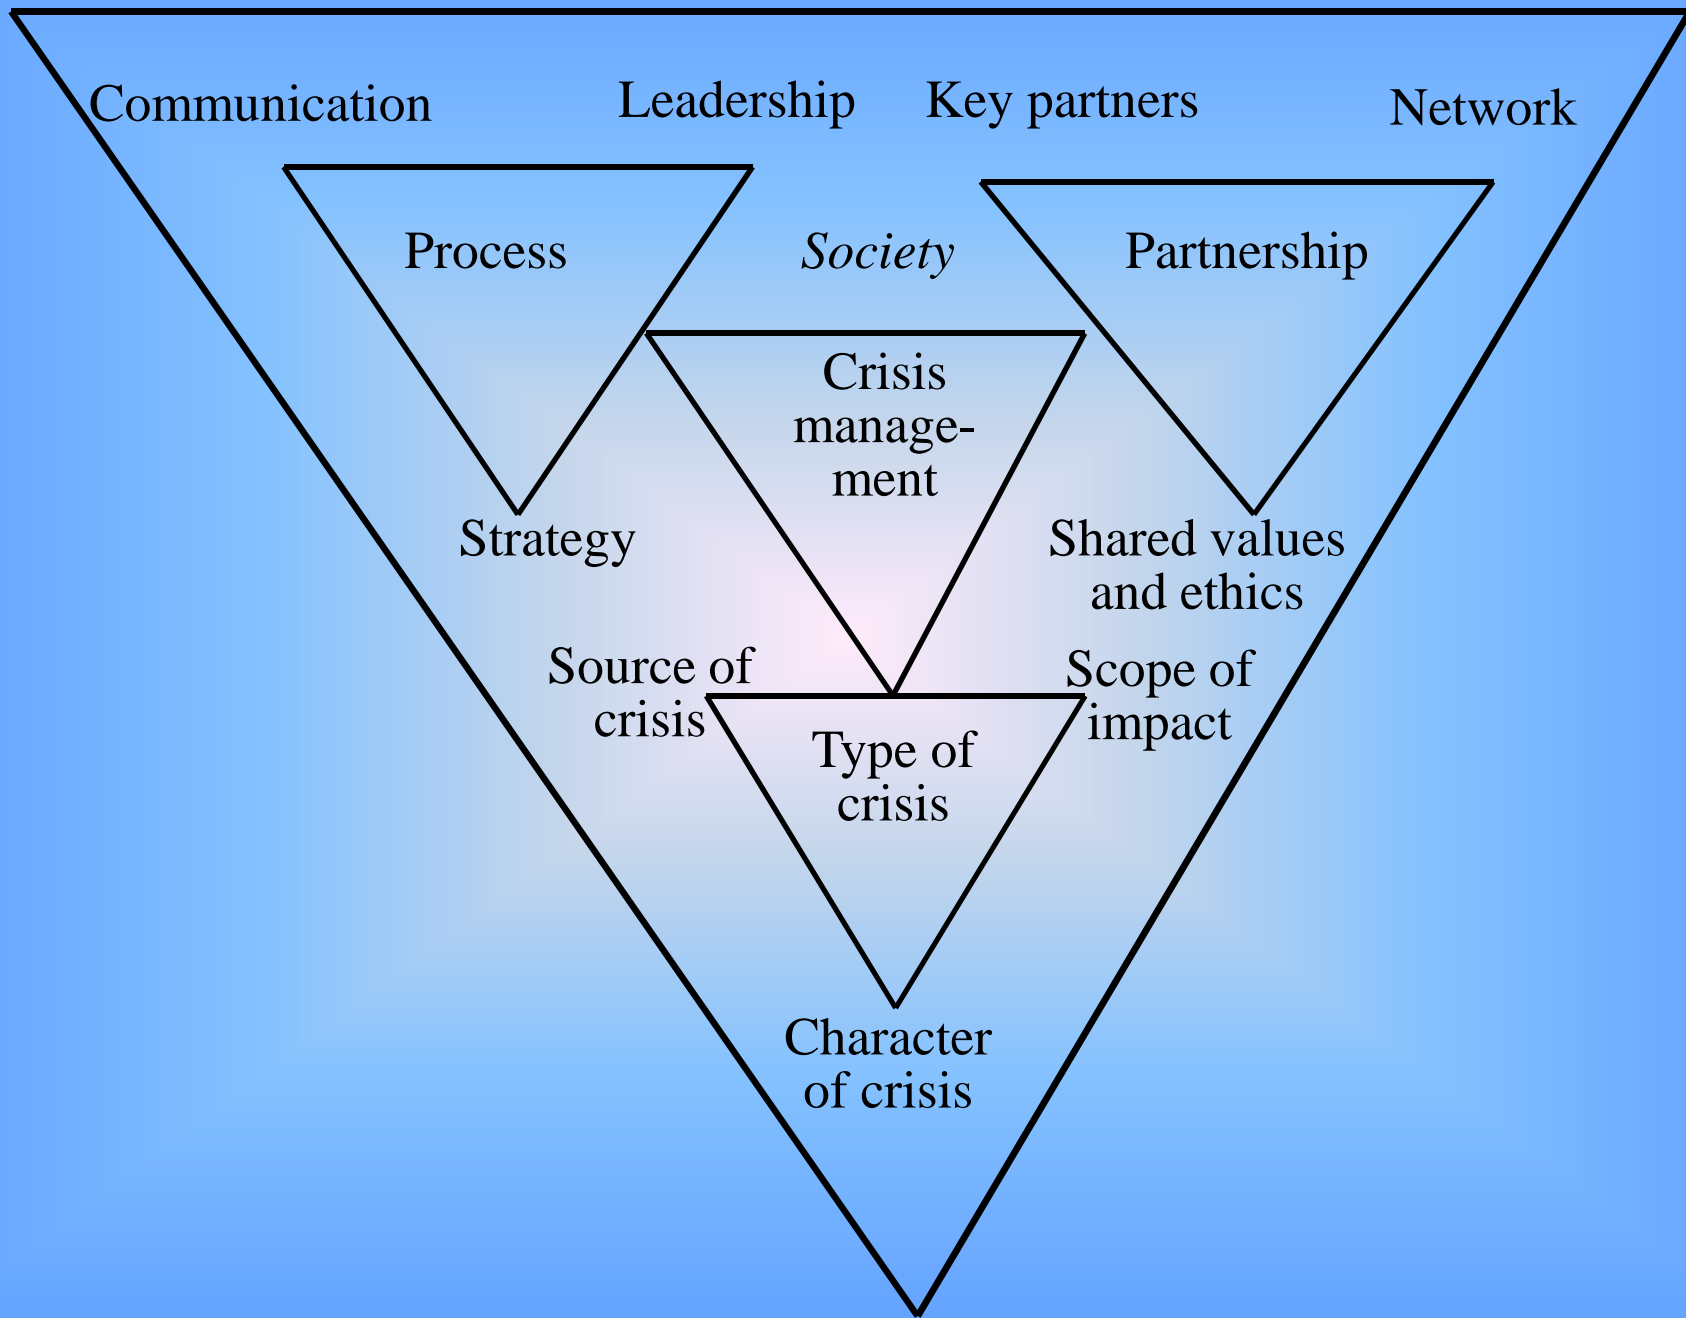 Communication
Leadership
Key partners
Network
Process
Society
Partnership
Crisis
manage-
ment
Strategy
Shared values
and ethics
Source of
crisis
Scope of
impact
Type of
crisis
Character
of crisis